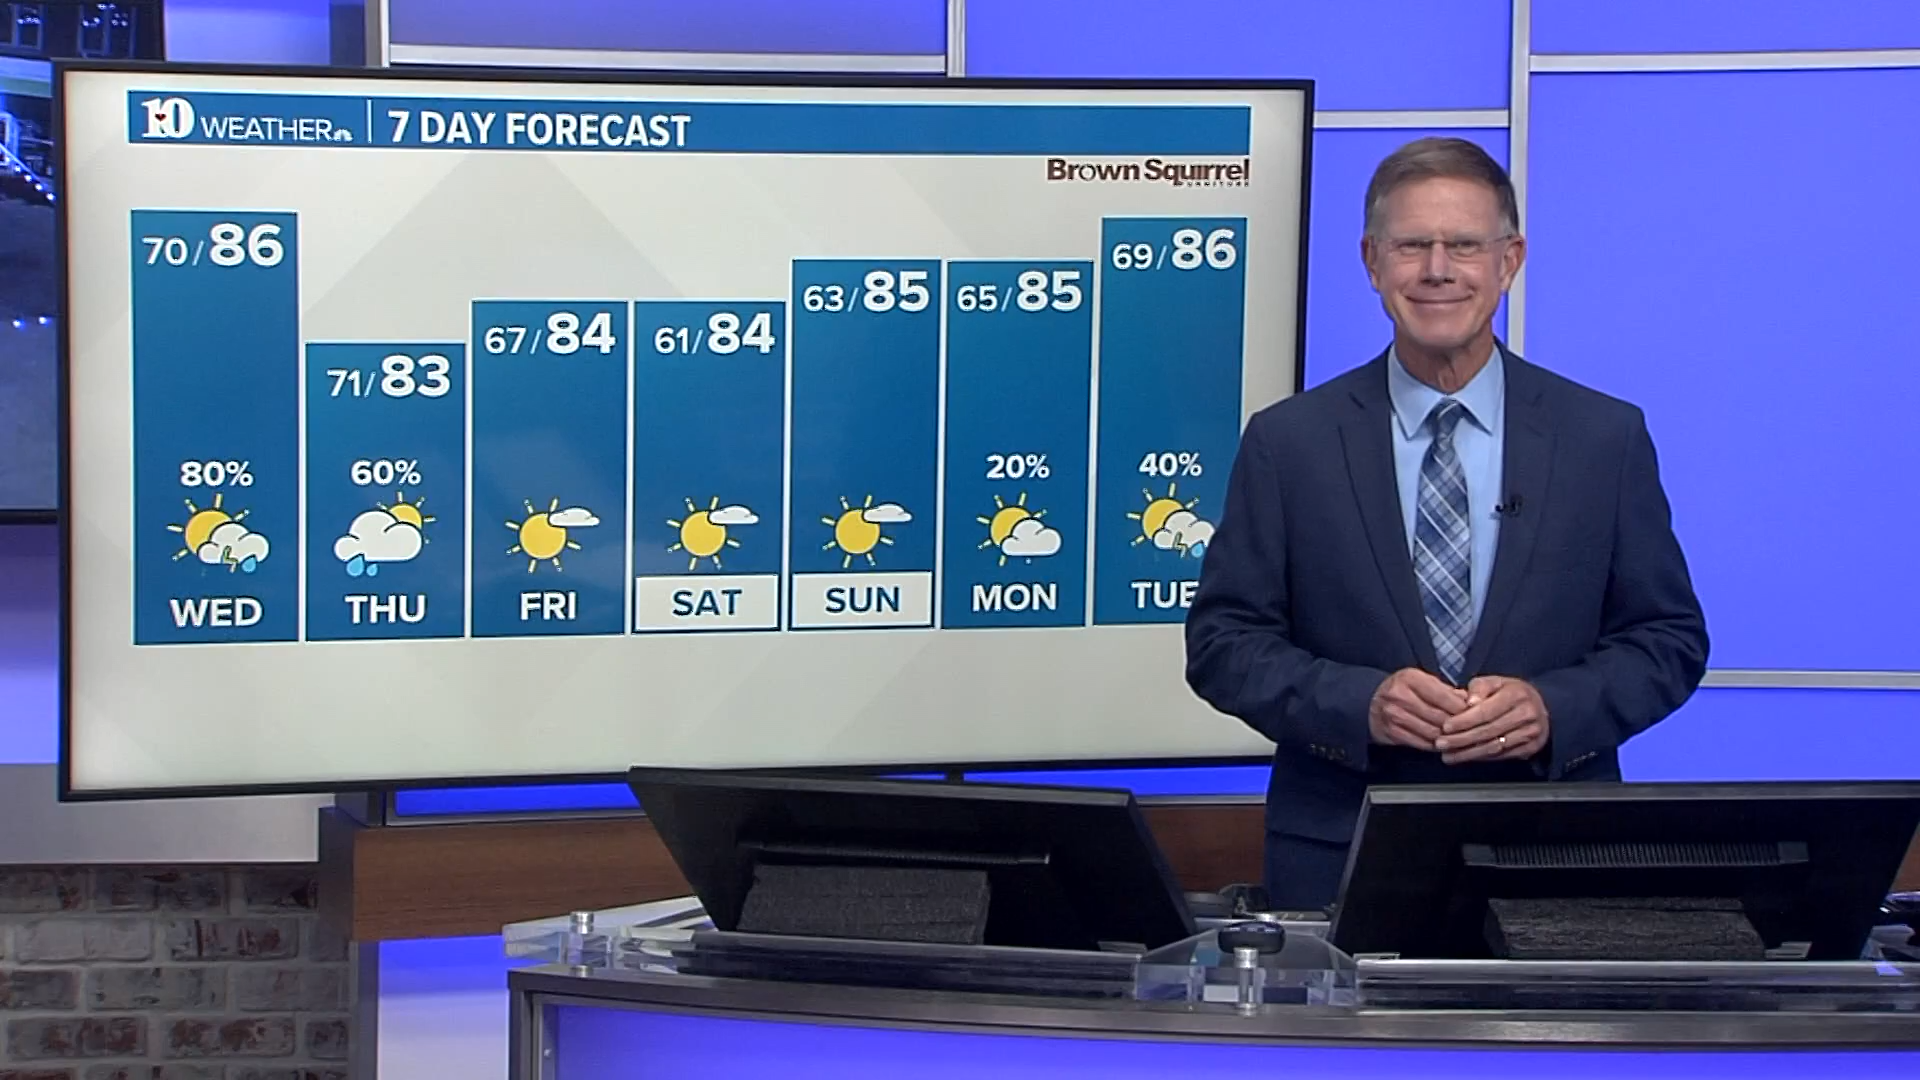 10 WEATHER | 7 DAY FORECAST
Brown Squirrel
FURNITURE
70/86
71/83
67/84
61/84
63/85
65/85
69/86
80%
60%
20%
40%
WED
THU
FRI
SAT
SUN
MON
TUE